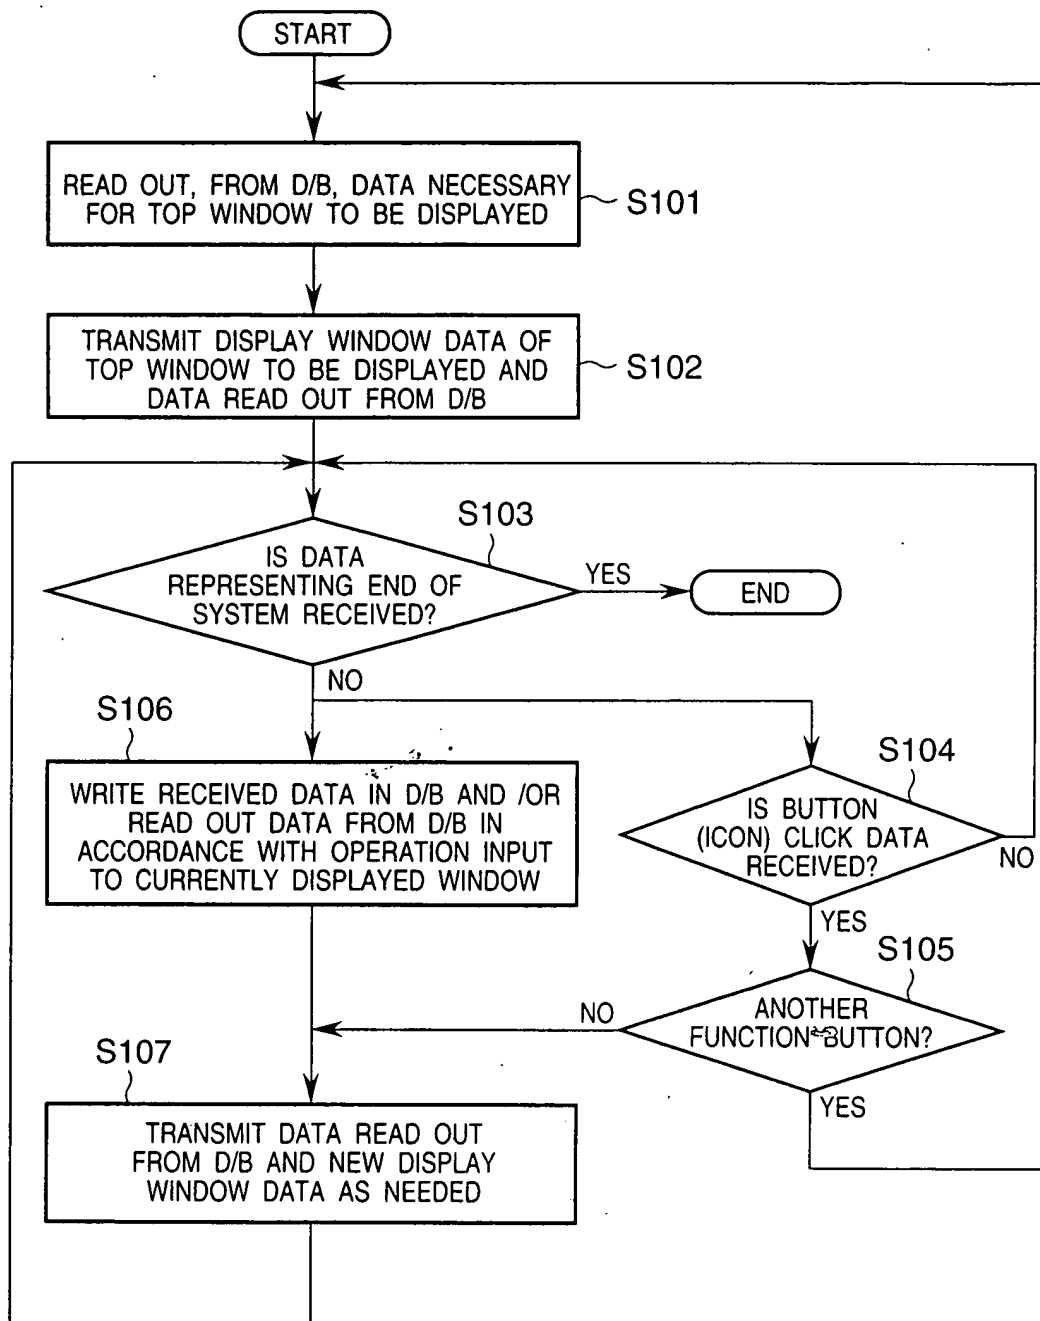 START
READ OUT, FROM D/B, DATA NECESSARY
FOR TOP WINDOW TO BE DISPLAYED
S101
TRANSMIT DISPLAY WINDOW DATA OF
TOP WINDOW TO BE DISPLAYED AND
DATA READ OUT FROM D/B
S102
S103
IS DATA
REPRESENTING END OF
SYSTEM RECEIVED?
YES
END
NO
S106
WRITE RECEIVED DATA IN D/B AND /OR
READ OUT DATA FROM D/B IN
ACCORDANCE WITH OPERATION INPUT
TO CURRENTLY DISPLAYED WINDOW
S104
IS BUTTON
(ICON) CLICK DATA
RECEIVED?
NO
YES
S105
ANOTHER
FUNCTION BUTTON?
NO
YES
S107
TRANSMIT DATA READ OUT
FROM D/B AND NEW DISPLAY
WINDOW DATA AS NEEDED